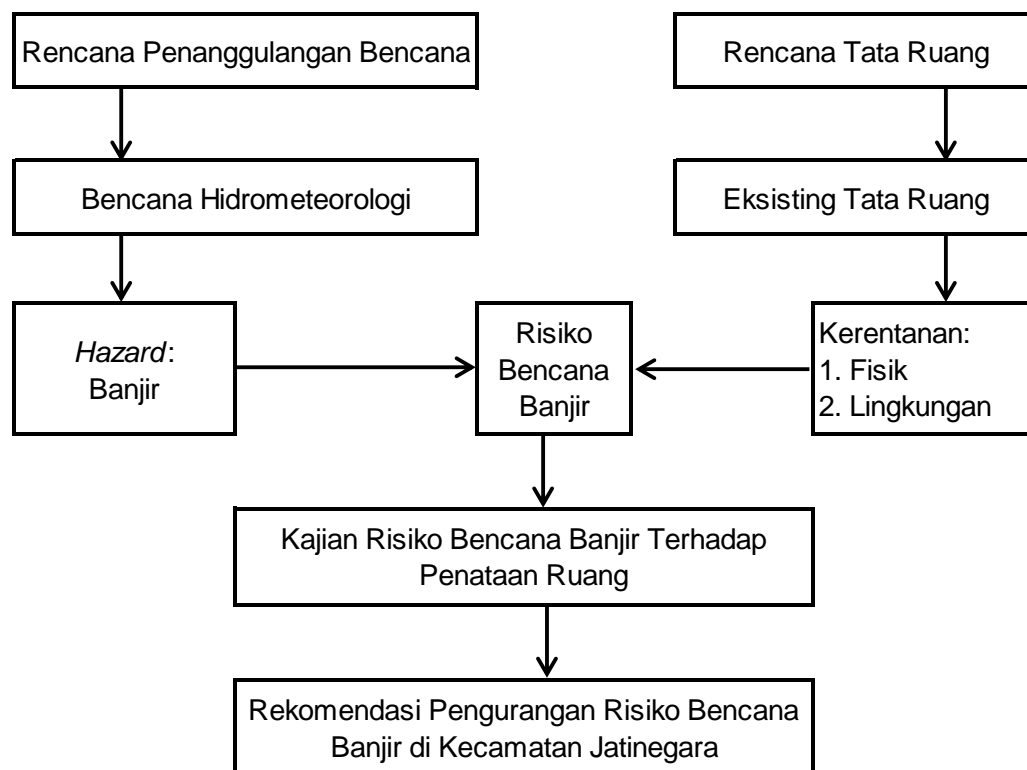 Rencana Penanggulangan Bencana
Rencana Tata Ruang
Bencana Hidrometeorologi
Eksisting Tata Ruang
Hazard:
Banjir
Risiko
Bencana
Banjir
Kerentanan:
1. Fisik
2. Lingkungan
Kajian Risiko Bencana Banjir Terhadap
Penataan Ruang
Rekomendasi Pengurangan Risiko Bencana
Banjir di Kecamatan Jatinegara